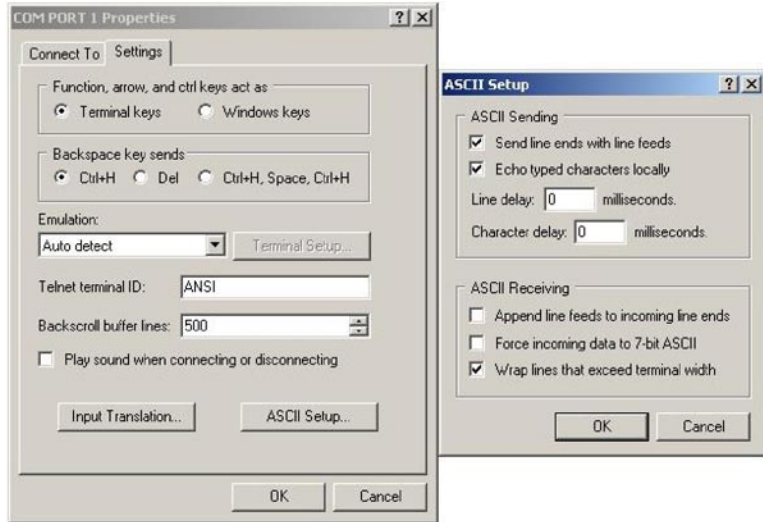 COM PORT 1 Properties
Connect To Settings
Function, arrow, and ctrl keys act as
Terminal keys Windows keys
Backspace key sends
Ctrl+H Del Ctrl+H, Space, Ctrl+H
Emulation:
Auto detect Terminal Setup...
Telnet terminal ID: ANSI
Backscroll buffer lines: 500
Play sound when connecting or disconnecting
Input Translation... ASCII Setup...
OK Cancel
ASCII Setup
ASCII Sending
Send line ends with line feeds
Echo typed characters locally
Line delay: 0 milliseconds.
Character delay: 0 milliseconds.
ASCII Receiving
Append line feeds to incoming line ends
Force incoming data to 7-bit ASCII
Wrap lines that exceed terminal width
OK Cancel